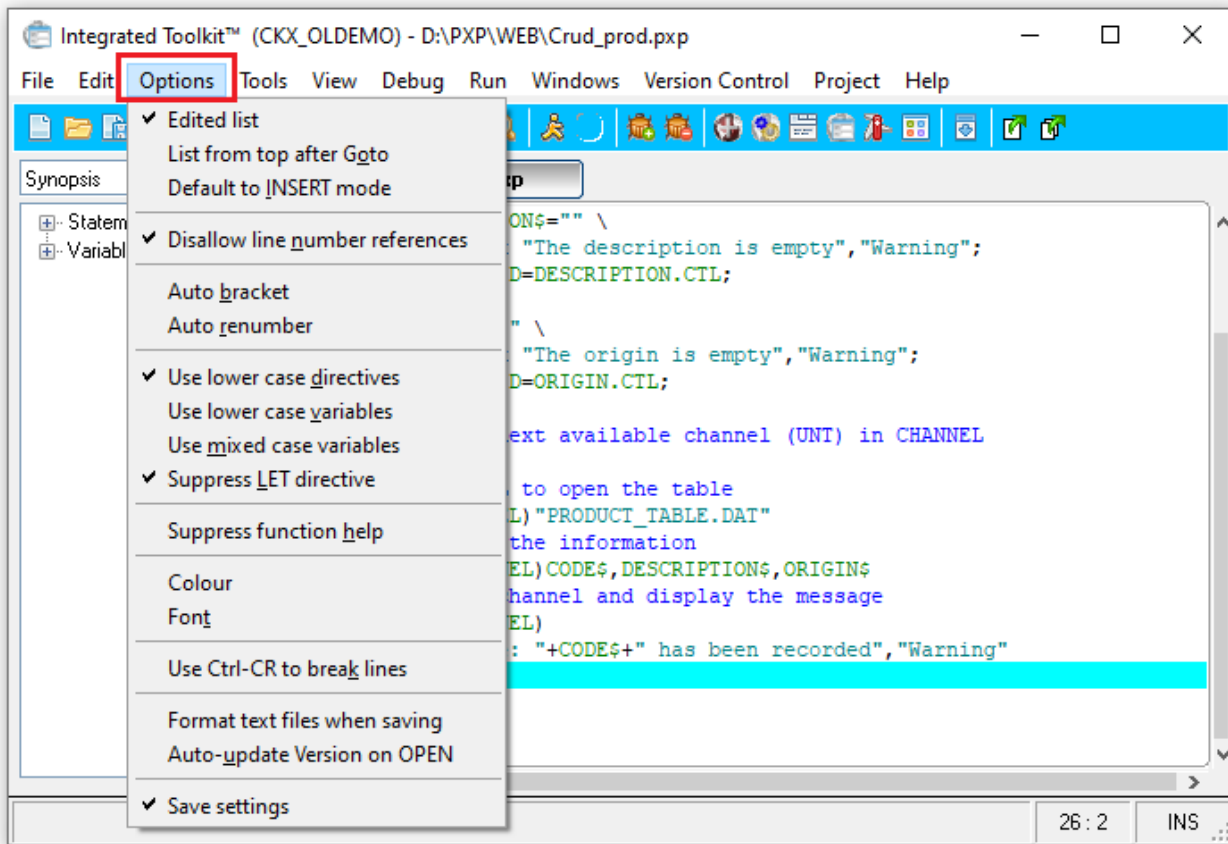 Integrated Toolkit™ (CKX_OLDEMO) - D:\PXP\WEB\Crud_prod.pxp
File Edit Options Tools View Debug Run Windows Version Control Project Help
Synopsis
Edited list
List from top after Goto
Default to INSERT mode
Disallow line number references
Auto bracket
Auto renumber
Use lower case directives
Use lower case variables
Use mixed case variables
Suppress LET directive
Suppress function help
Colour
Font
Use Ctrl-CR to break lines
Format text files when saving
Auto-update Version on OPEN
Save settings
xp
Statem
Variabl
ON$="" \
"The description is empty","Warning";
D=DESCRIPTION.CTL;
" \
"The origin is empty","Warning";
D=ORIGIN.CTL;
ext available channel (UNT) in CHANNEL
to open the table
L)"PRODUCT_TABLE.DAT"
the information
EL)CODE$,DESCRIPTION$,ORIGIN$
hannel and display the message
EL)
: "+CODE$+" has been recorded","Warning"
26 : 2 INS